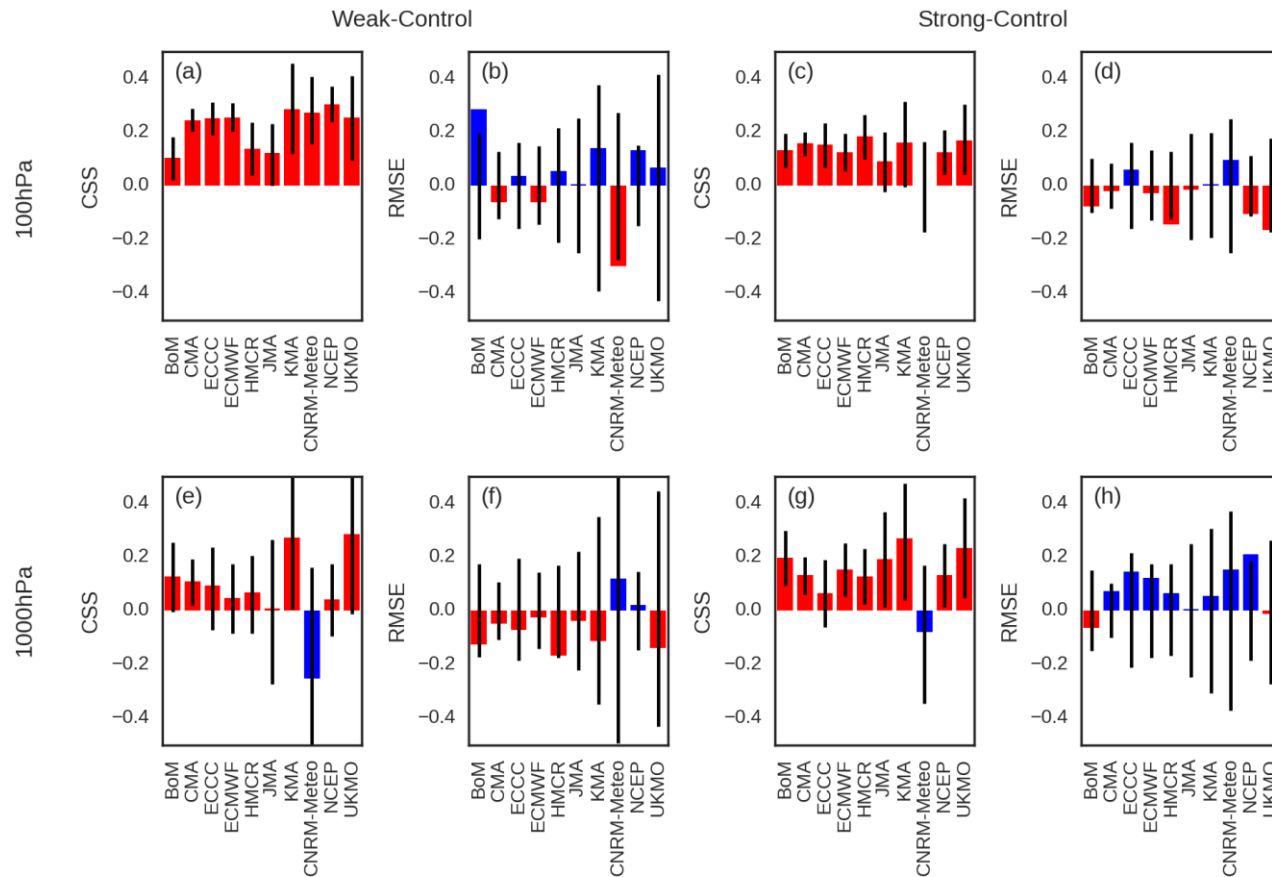 Weak-Control
Strong-Control
100hPa
CSS
0.4
0.2
0.0
−0.2
−0.4
(a)
BoM
CMA
ECCC
ECMWF
HMCR
JMA
KMA
CNRM-Meteo
NCEP
UKMO
RMSE
0.4
0.2
0.0
−0.2
−0.4
(b)
BoM
CMA
ECCC
ECMWF
HMCR
JMA
KMA
CNRM-Meteo
NCEP
UKMO
CSS
0.4
0.2
0.0
−0.2
−0.4
(c)
BoM
CMA
ECCC
ECMWF
HMCR
JMA
KMA
CNRM-Meteo
NCEP
UKMO
RMSE
0.4
0.2
0.0
−0.2
−0.4
(d)
BoM
CMA
ECCC
ECMWF
HMCR
JMA
KMA
CNRM-Meteo
NCEP
UKMO
1000hPa
CSS
0.4
0.2
0.0
−0.2
−0.4
(e)
BoM
CMA
ECCC
ECMWF
HMCR
JMA
KMA
CNRM-Meteo
NCEP
UKMO
RMSE
0.4
0.2
0.0
−0.2
−0.4
(f)
BoM
CMA
ECCC
ECMWF
HMCR
JMA
KMA
CNRM-Meteo
NCEP
UKMO
CSS
0.4
0.2
0.0
−0.2
−0.4
(g)
BoM
CMA
ECCC
ECMWF
HMCR
JMA
KMA
CNRM-Meteo
NCEP
UKMO
RMSE
0.4
0.2
0.0
−0.2
−0.4
(h)
BoM
CMA
ECCC
ECMWF
HMCR
JMA
KMA
CNRM-Meteo
NCEP
UKMO